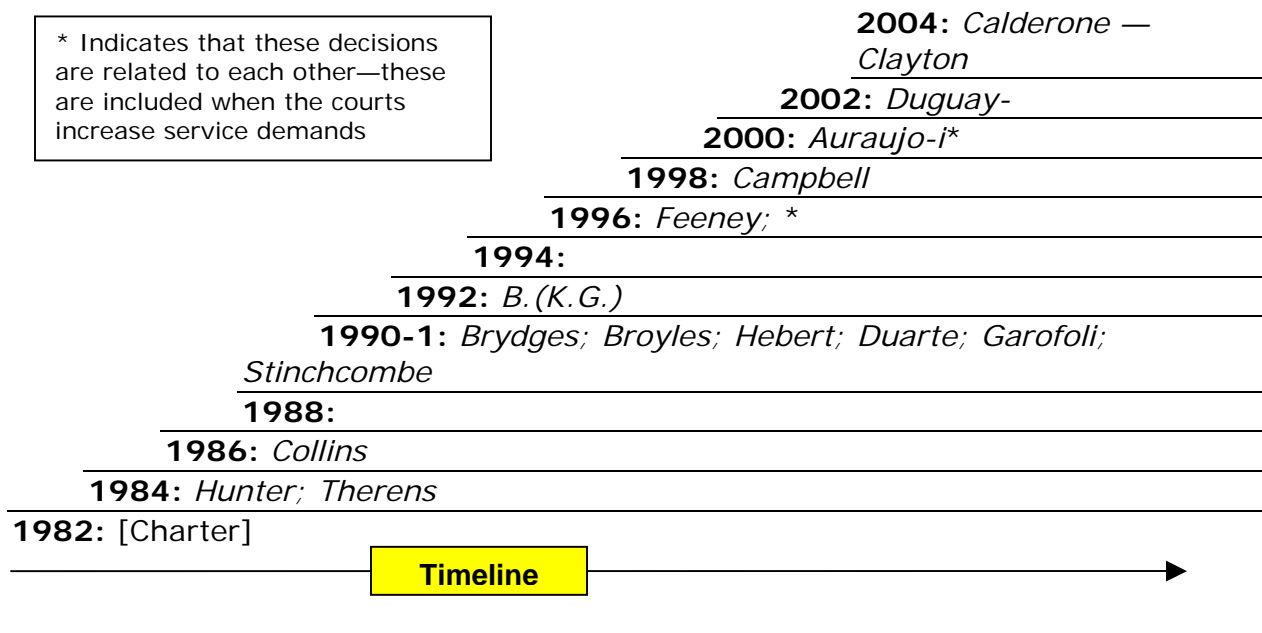 * Indicates that these decisions
are related to each other—these
are included when the courts
increase service demands
2004: Calderone —
Clayton
2002: Duguay-
2000: Auraujo-i*
1998: Campbell
1996: Feeney; *
1994:
1992: B.(K.G.)
1990-1: Brydges; Broyles; Hebert; Duarte; Garofoli;
Stinchcombe
1988:
1986: Collins
1984: Hunter; Therens
1982: [Charter]
Timeline